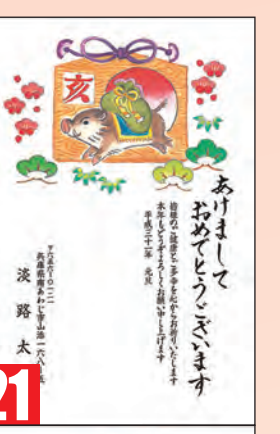 亥
あけまして
おめでとうございます
皆様のご健康とご多幸を心からお祈りいたします
本年もどうぞよろしくお願い申し上げます
平成三十一年 元旦
淡 路 太
21